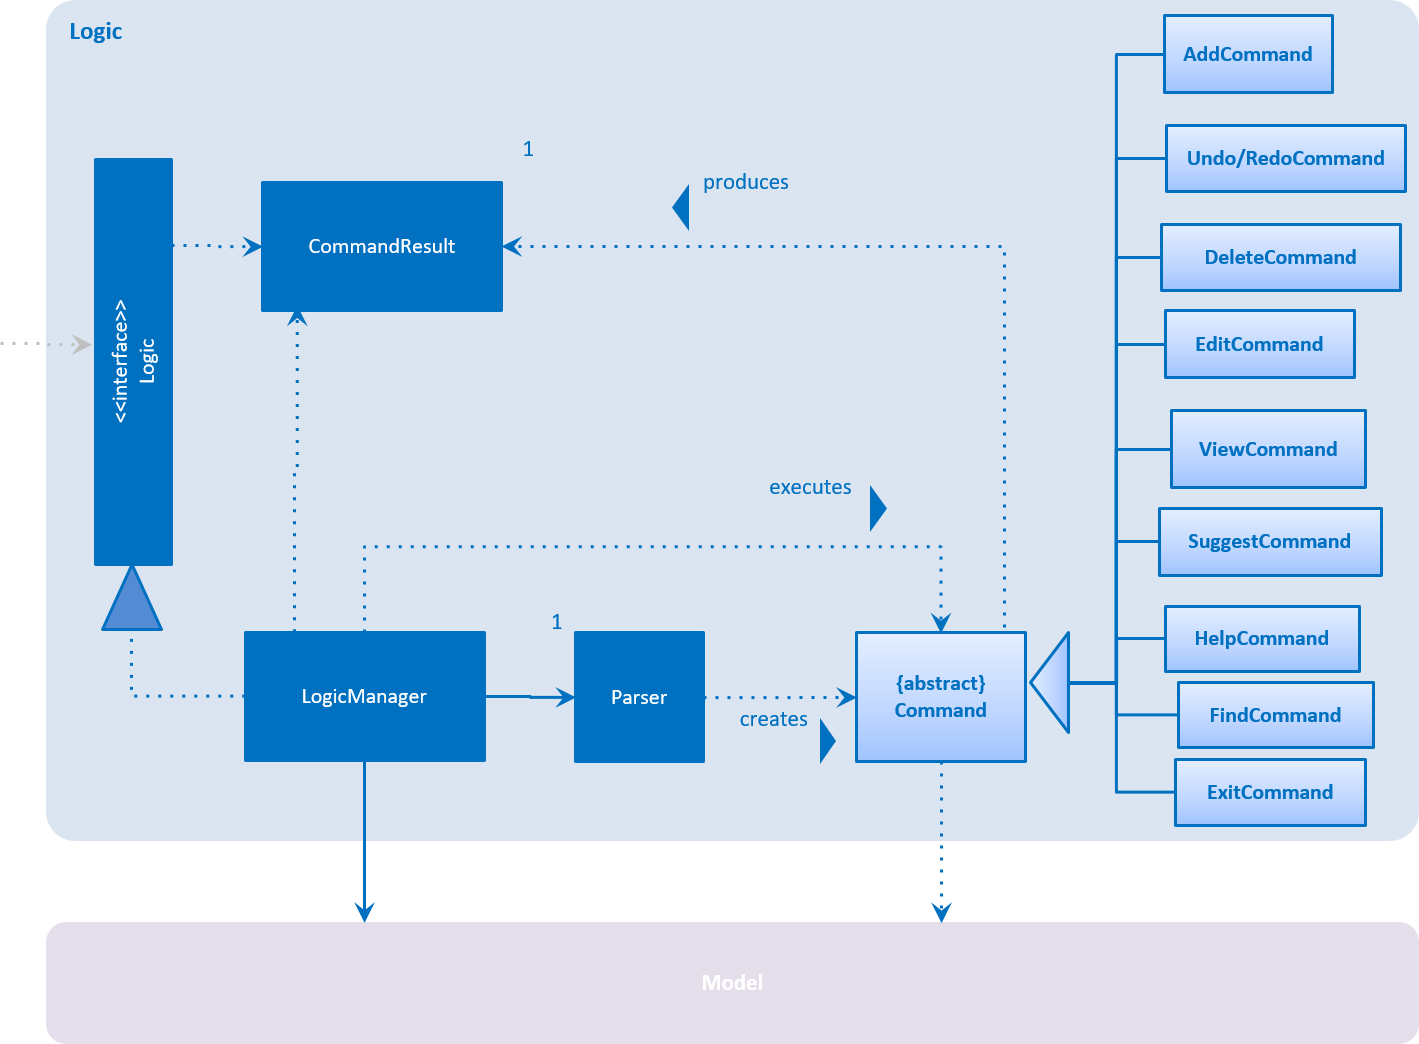 Logic
AddCommand
1
Undo/RedoCommand
produces
CommandResult
DeleteCommand
<<interface>>
Logic
EditCommand
ViewCommand
executes
SuggestCommand
1
HelpCommand
LogicManager
Parser
creates
{abstract}
Command
FindCommand
ExitCommand
Model